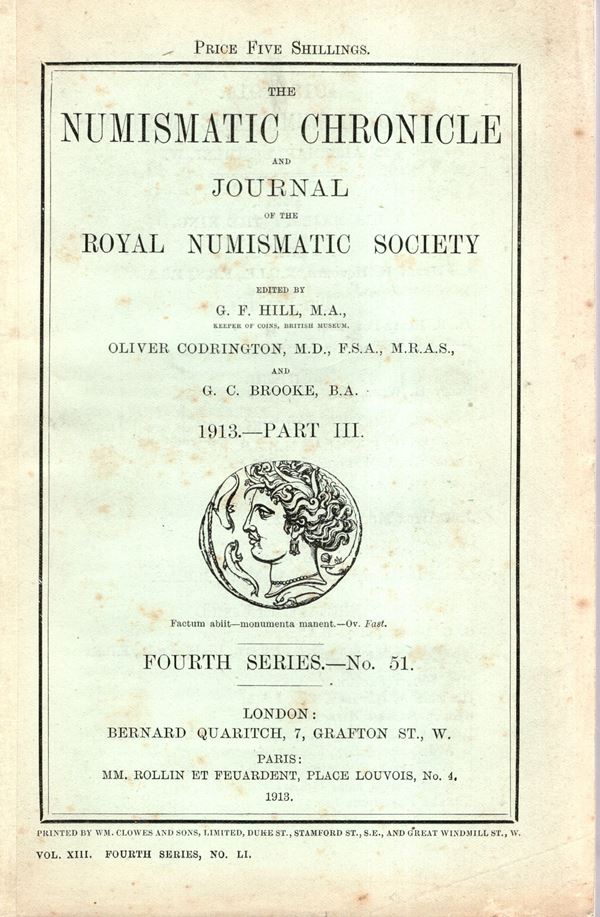 PRICE FIVE SHILLINGS.
THE
NUMISMATIC CHRONICLE
AND
JOURNAL
OF THE
ROYAL NUMISMATIC SOCIETY
EDITED BY
G. F. HILL, M.A.,
KEEPER OF COINS, BRITISH MUSEUM,
OLIVER CODRINGTON, M.D., F.S.A., M.R.A.S.,
AND
G. C. BROOKE, B.A.
1913.—PART III.
Factum abiit—monumenta manent.—Ov. Fast.
FOURTH SERIES.—No. 51.
LONDON:
BERNARD QUARITCH, 7, GRAFTON ST., W.
PARIS:
MM. ROLLIN ET FEUARDENT, PLACE LOUVOIS, No. 4.
1913.
PRINTED BY WM. CLOWES AND SONS, LIMITED, DUKE ST., STAMFORD ST., S.E., AND GREAT WINDMILL ST., W.
VOL. XIII. FOURTH SERIES, NO. LI.